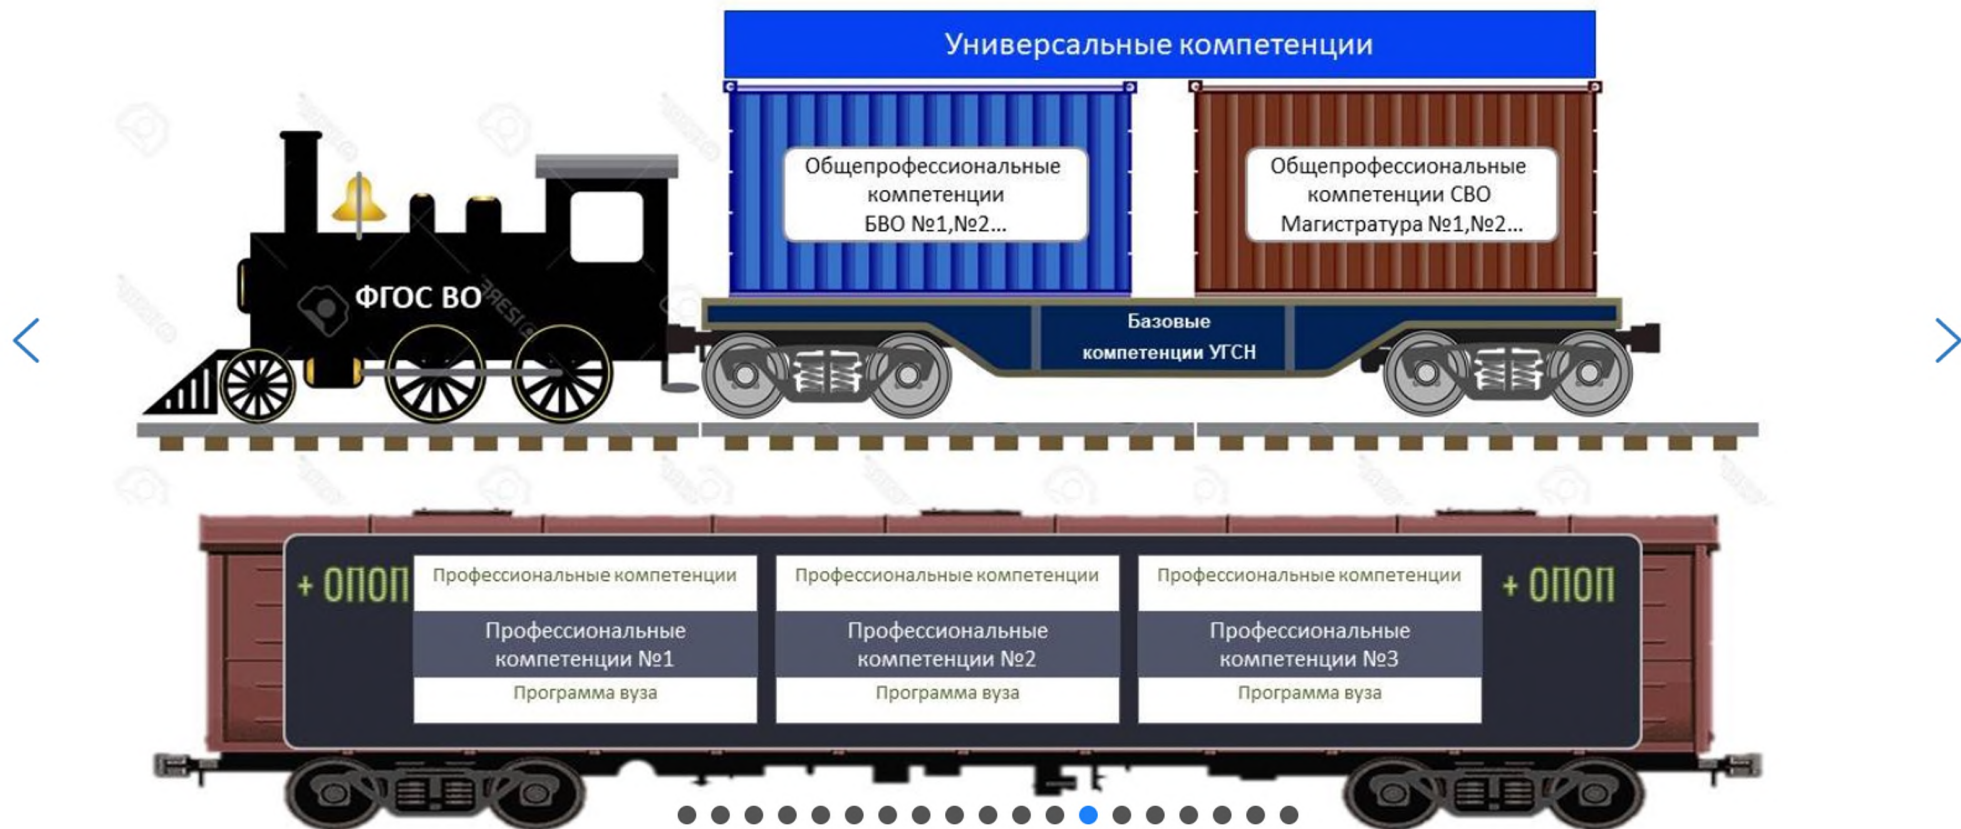 Универсальные компетенции
Общепрофессиональные
компетенции
БВО №1,№2...
Общепрофессиональные
компетенции СВО
Магистратура №1,№2...
ФГОС ВО
Базовые
компетенции УГСН
+ ОПОП
Профессиональные компетенции
Профессиональные
компетенции №1
Программа вуза
Профессиональные компетенции
Профессиональные
компетенции №2
Программа вуза
Профессиональные компетенции
Профессиональные
компетенции №3
Программа вуза
+ ОПОП